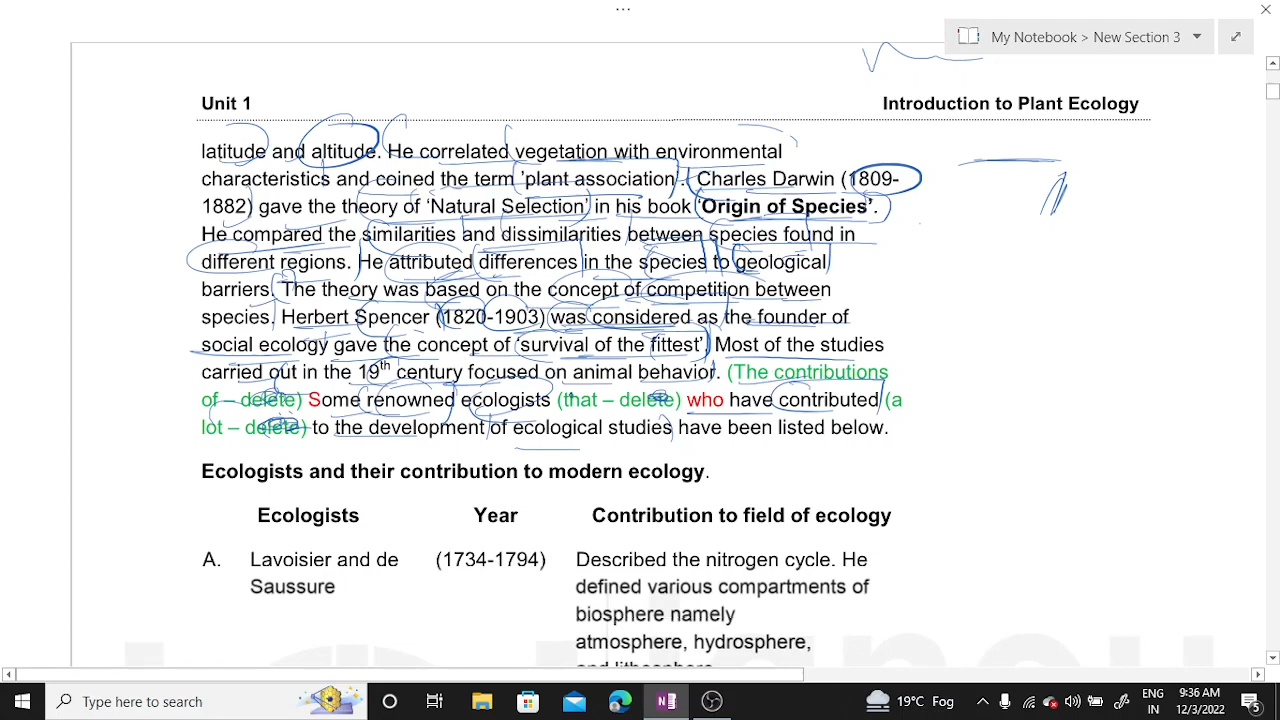 ...
My Notebook > New Section 3
Unit 1 Introduction to Plant Ecology
latitude and altitude. He correlated vegetation with environmental
characteristics and coined the term 'plant association'. Charles Darwin (1809-
1882) gave the theory of 'Natural Selection' in his book 'Origin of Species'.
He compared the similarities and dissimilarities between species found in
different regions. He attributed differences in the species to geological
barriers. The theory was based on the concept of competition between
species. Herbert Spencer (1820-1903) was considered as the founder of
social ecology gave the concept of 'survival of the fittest'. Most of the studies
carried out in the 19th century focused on animal behavior. (The contributions
of – delete) Some renowned ecologists (that – delete) who have contributed (a
lot – delete) to the development of ecological studies have been listed below.
Ecologists and their contribution to modern ecology.
Ecologists Year Contribution to field of ecology
A. Lavoisier and de (1734-1794) Described the nitrogen cycle. He
Saussure defined various compartments of
biosphere namely
atmosphere, hydrosphere,
and lithosphere
Type here to search
19°C Fog
ENG
IN
9:36 AM
12/3/2022
5